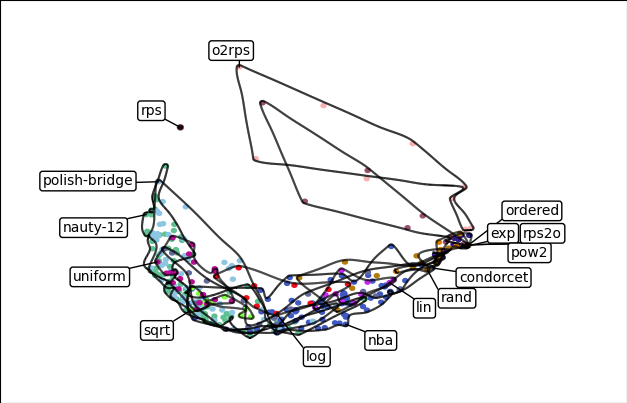 o2rps
rps
polish-bridge
nauty-12
ordered
exp
rps2o
pow2
uniform
condorcet
rand
lin
sqrt
nba
log